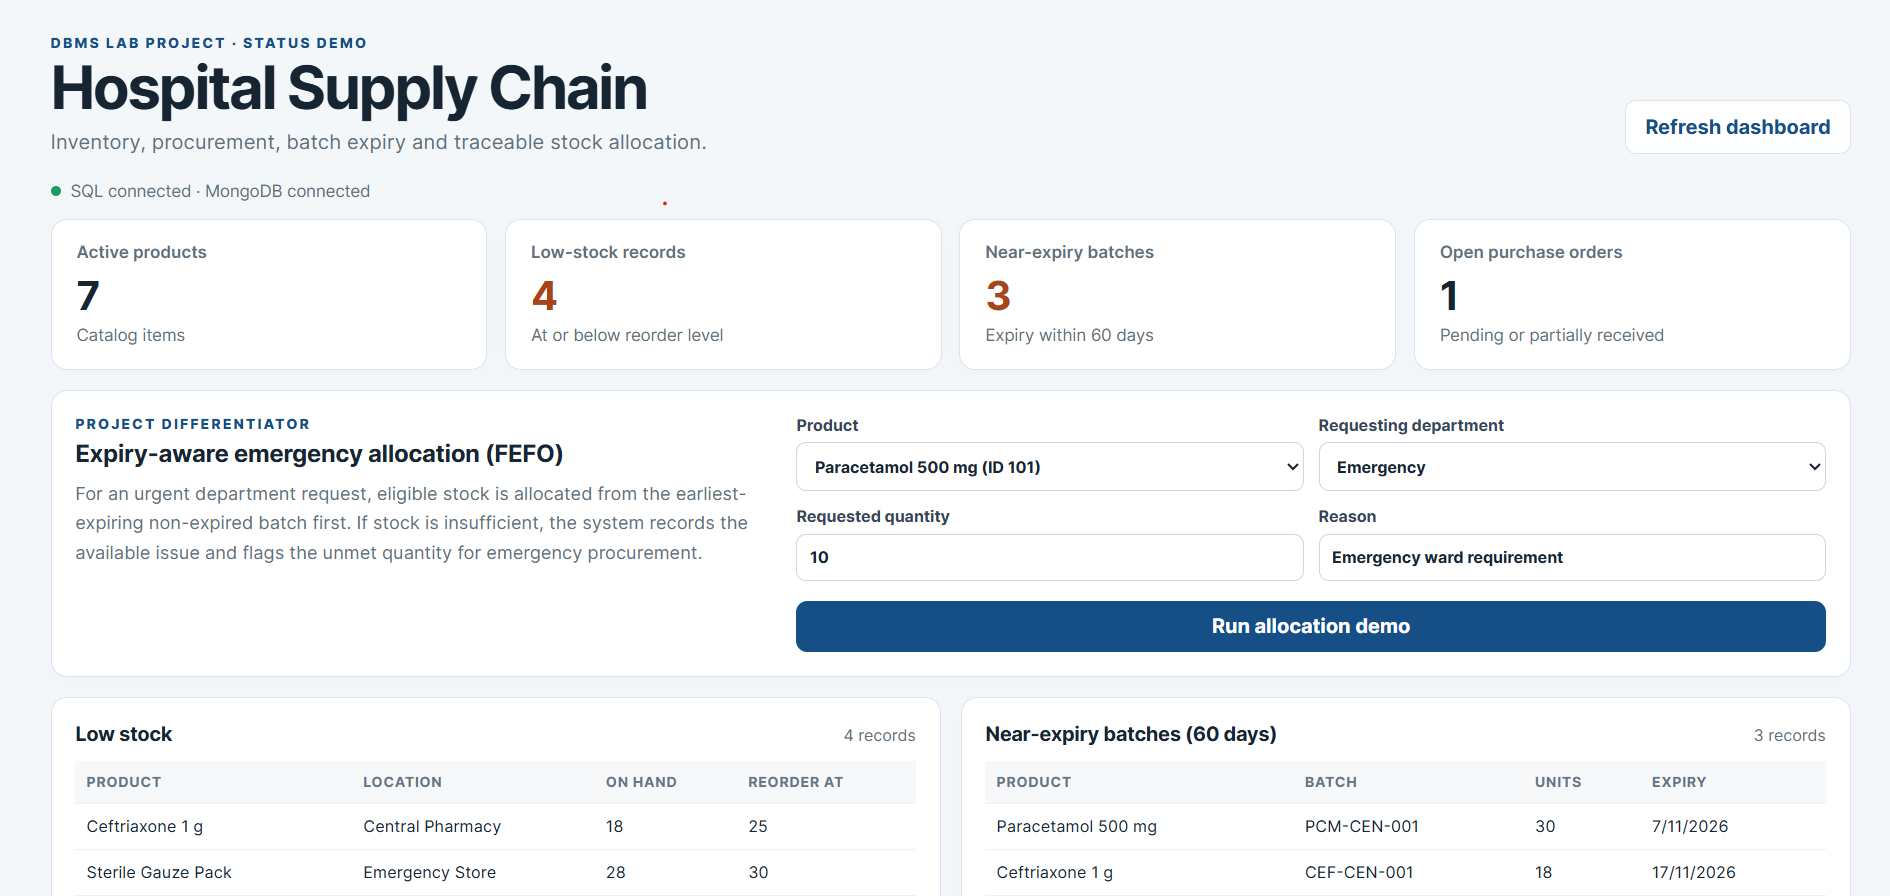 DBMS LAB PROJECT · STATUS DEMO
Hospital Supply Chain
Inventory, procurement, batch expiry and traceable stock allocation.
Refresh dashboard
SQL connected · MongoDB connected
Active products
7
Catalog items
Low-stock records
4
At or below reorder level
Near-expiry batches
3
Expiry within 60 days
Open purchase orders
1
Pending or partially received
PROJECT DIFFERENTIATOR
Expiry-aware emergency allocation (FEFO)
For an urgent department request, eligible stock is allocated from the earliest-
expiring non-expired batch first. If stock is insufficient, the system records the
available issue and flags the unmet quantity for emergency procurement.
Product
Paracetamol 500 mg (ID 101)
Requesting department
Emergency
Requested quantity
10
Reason
Emergency ward requirement
Run allocation demo
Low stock
4 records
PRODUCT LOCATION ON HAND REORDER AT
Ceftriaxone 1 g Central Pharmacy 18 25
Sterile Gauze Pack Emergency Store 28 30
Near-expiry batches (60 days)
3 records
PRODUCT BATCH UNITS EXPIRY
Paracetamol 500 mg PCM-CEN-001 30 7/11/2026
Ceftriaxone 1 g CEF-CEN-001 18 17/11/2026